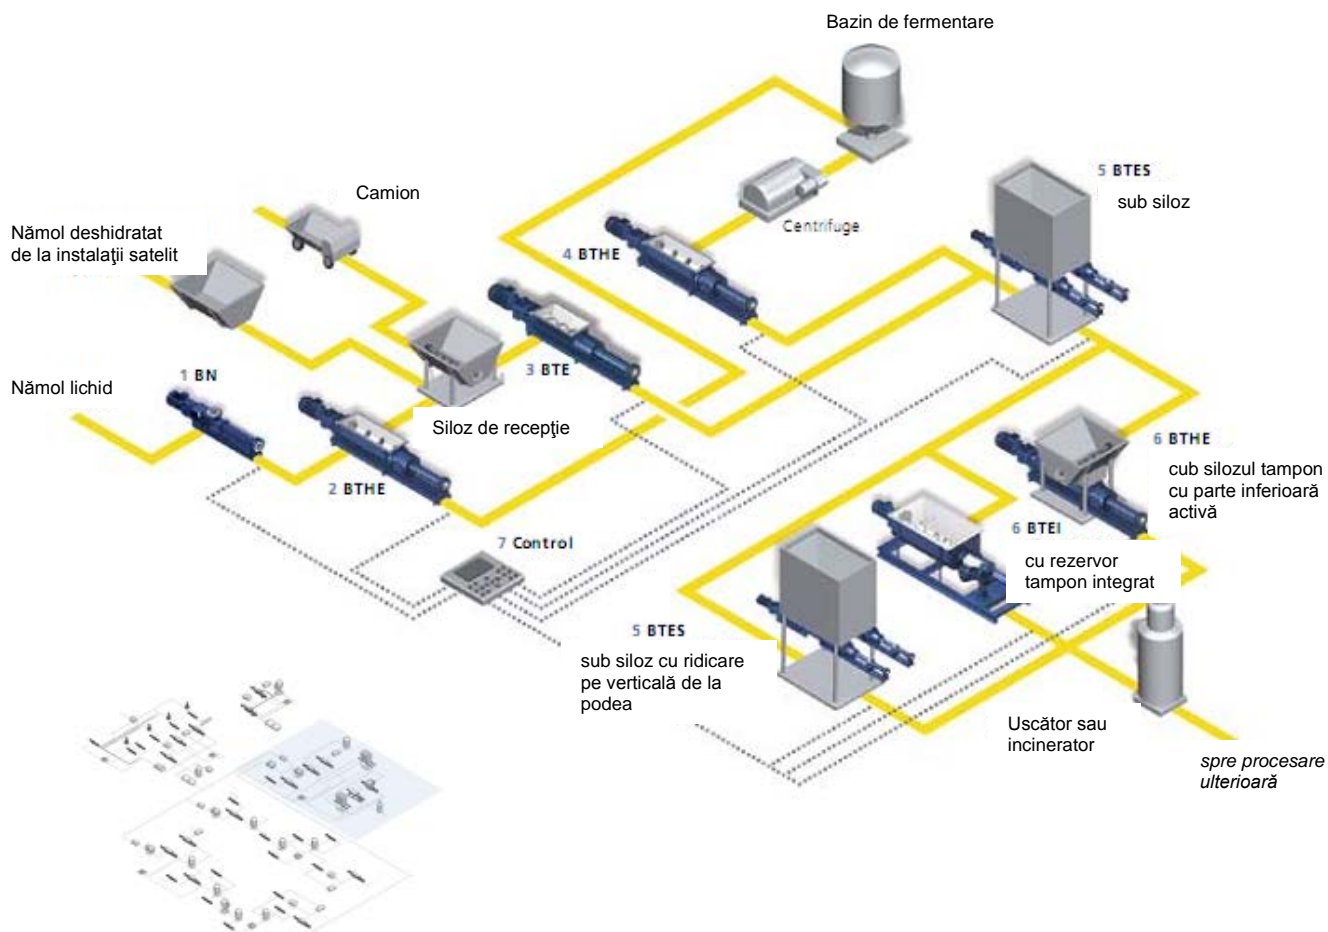 Bazin de fermentare
5 BTES
sub siloz
Camion
Centrifuge
Nămol deshidratat
de la instalaţii satelit
4 BTHE
1 BN
3 BTE
Nămol lichid
Siloz de recepţie
2 BTHE
6 BTHE
cub silozul tampon
cu parte inferioară
activă
7 Control
6 BTEI
cu rezervor
tampon integrat
5 BTES
sub siloz cu ridicare
pe verticală de la
podea
Uscător sau
incinerator
spre procesare
ulterioară